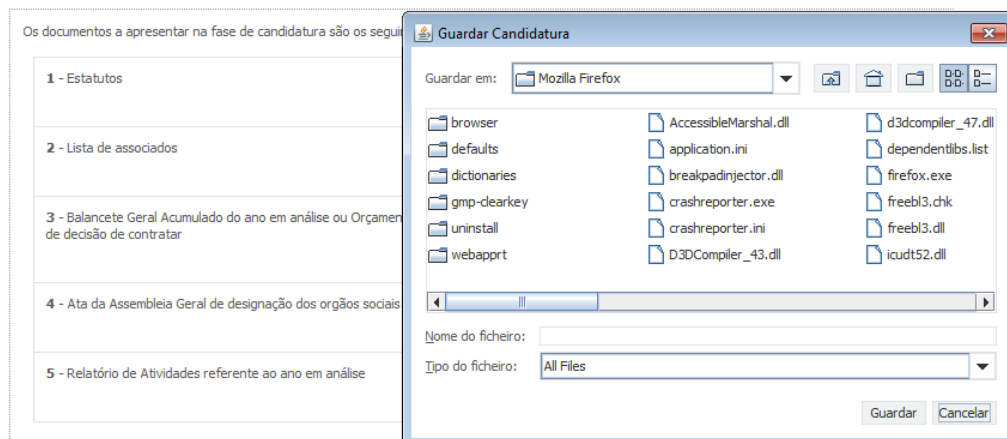 Os documentos a apresentar na fase de candidatura são os segui
1 - Estatutos
2 - Lista de associados
3 - Balancete Geral Acumulado do ano em análise ou Orçamen
de decisão de contratar
4 - Ata da Assembleia Geral de designação dos orgãos sociais
5 - Relatório de Atividades referente ao ano em análise
Guardar Candidatura
Guardar em: Mozilla Firefox
browser AccessibleMarshal.dll d3dcompiler_47.dll
defaults application.ini dependentlibs.list
dictionaries breakpadinjector.dll firefox.exe
gmp-clearkey crashreporter.exe freebl3.chk
uninstall crashreporter.ini freebl3.dll
webapprt D3DCompiler_43.dll icudt52.dll
Nome do ficheiro:
Tipo do ficheiro: All Files
Guardar Cancelar